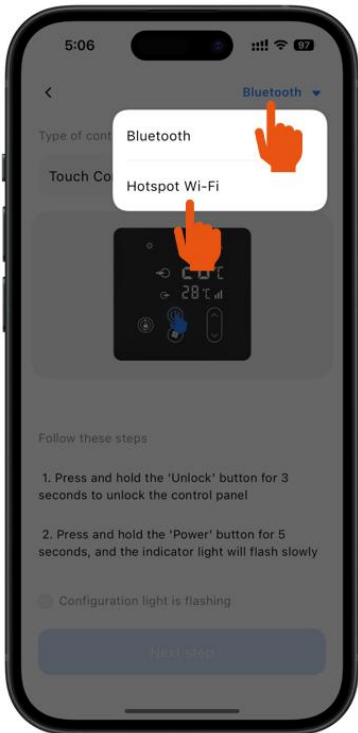 5:06
97
Bluetooth
Type of cont
Bluetooth
Touch Co
Hotspot Wi-Fi
28℃
Follow these steps
1. Press and hold the 'Unlock' button for 3
seconds to unlock the control panel
2. Press and hold the 'Power' button for 5
seconds, and the indicator light will flash slowly
Configuration light is flashing
Next step